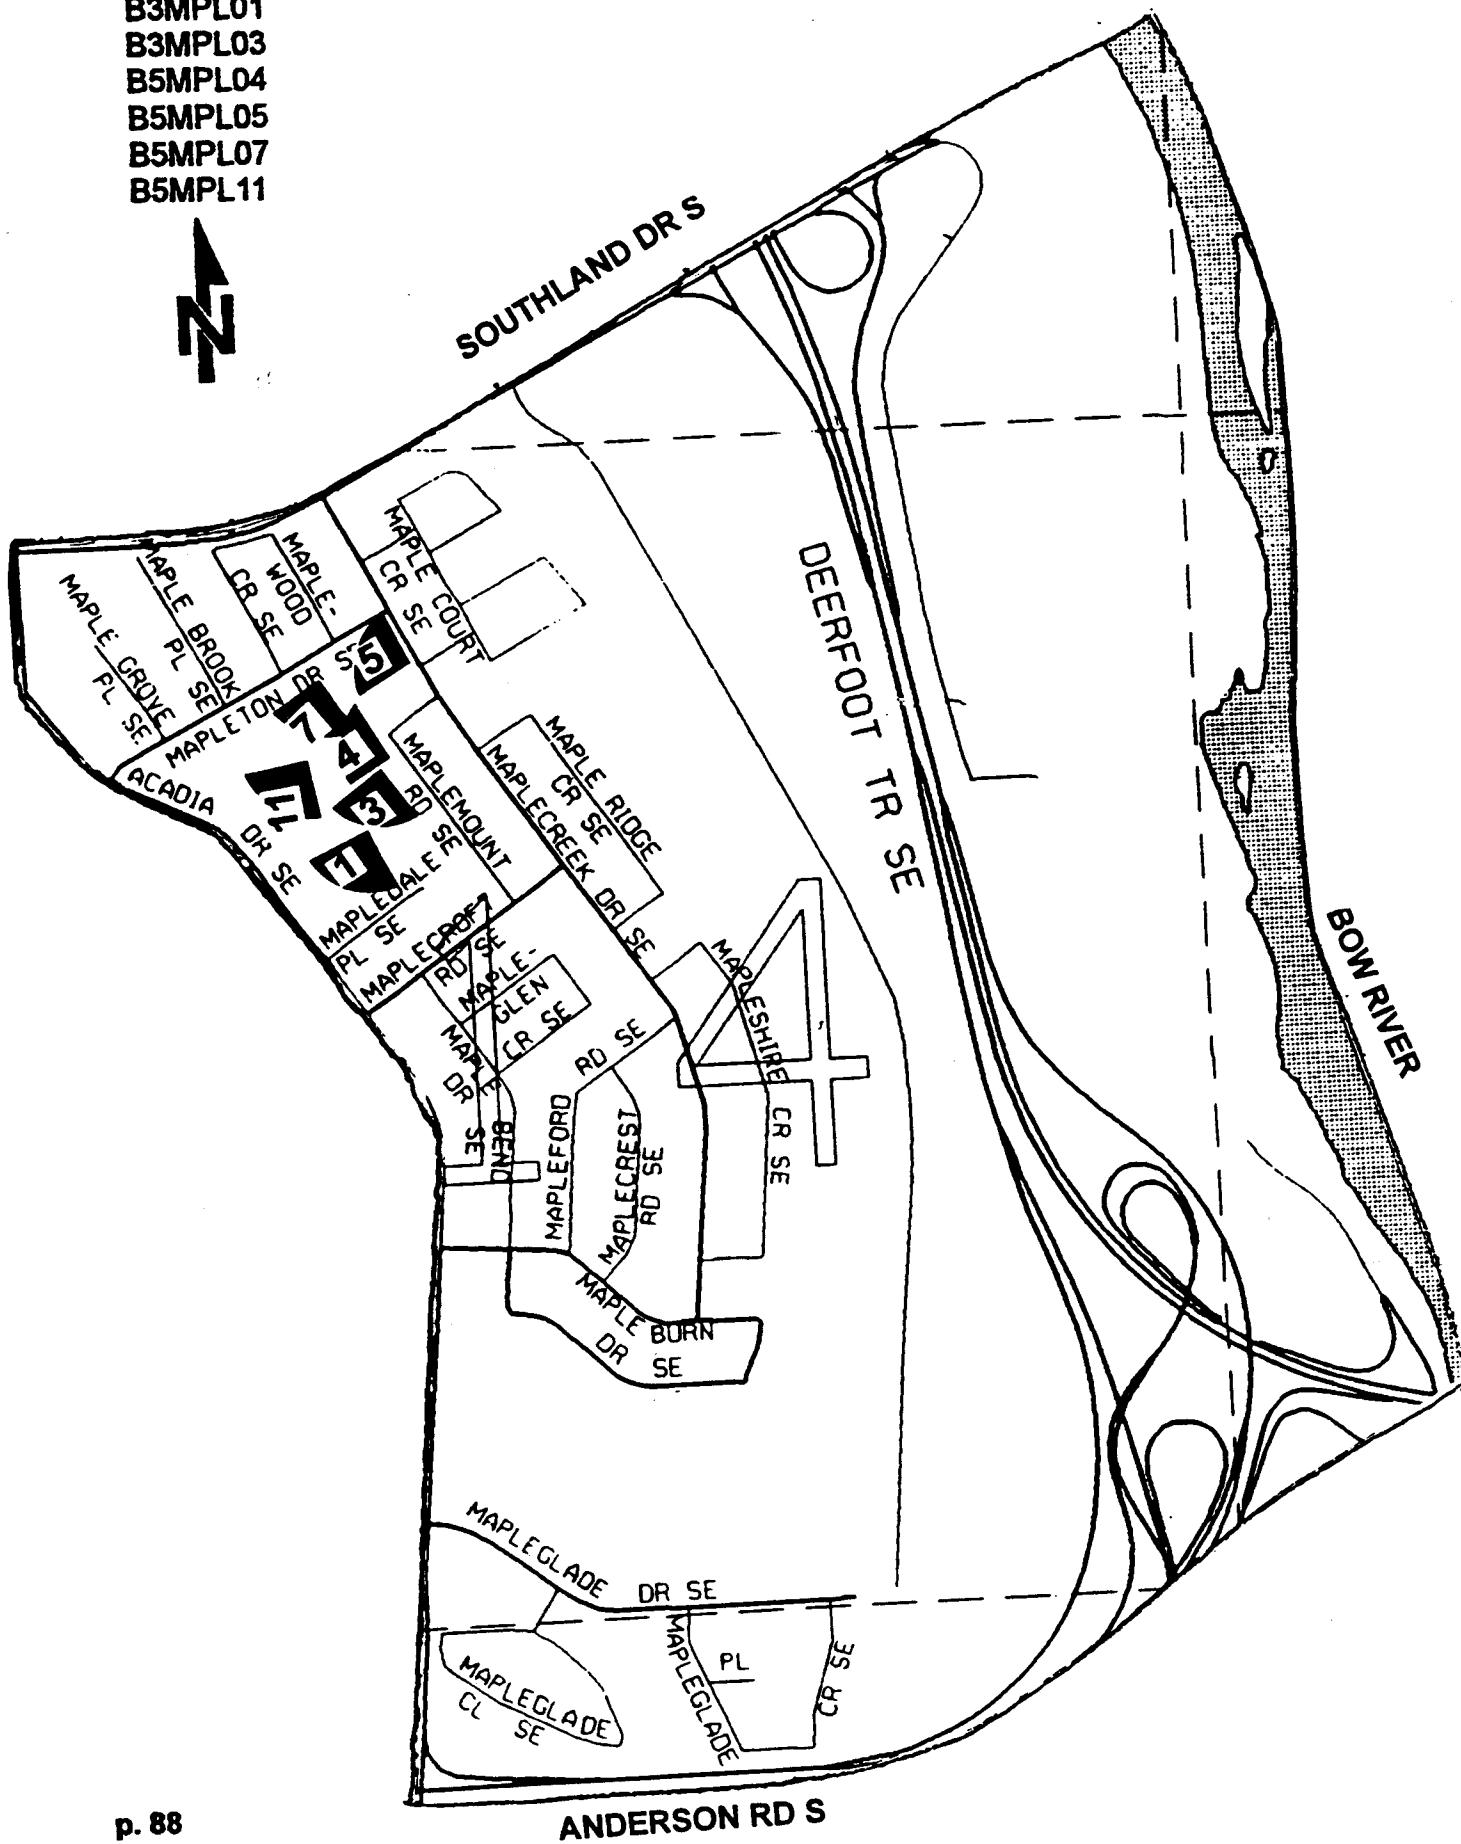 B3MPL01
B3MPL03
B5MPL04
B5MPL05
B5MPL07
B5MPL11
N
SOUTHLAND DR S
MAPLE COURT
CR SE
MAPLE-
WOOD
CR SE
MAPLE BROOK
PL SE
MAPLE GROVE
PL SE
MAPLETON DR
5
7
4
3
11
1
ACADIA
DR SE
MAPLEMOUNT
RD SE
MAPLE RIDGE
CR SE
MAPLECREEK DR SE
MAPLEDALE
PL SE
MAPLECROFT
RD SE
MAPLE-
GLEN
CR SE
MAPLE
BEND
DR
SE
RD SE
MAPLEFORD
MAPLECREST
RD SE
MAPLESHIRE
CR SE
1
4
DEERFOOT TR SE
BOW RIVER
MAPLE
BURN
DR
SE
MAPLEGLADE
DR SE
MAPLEGLADE
CL SE
MAPLEGLADE
PL
CR SE
ANDERSON RD S
p. 88